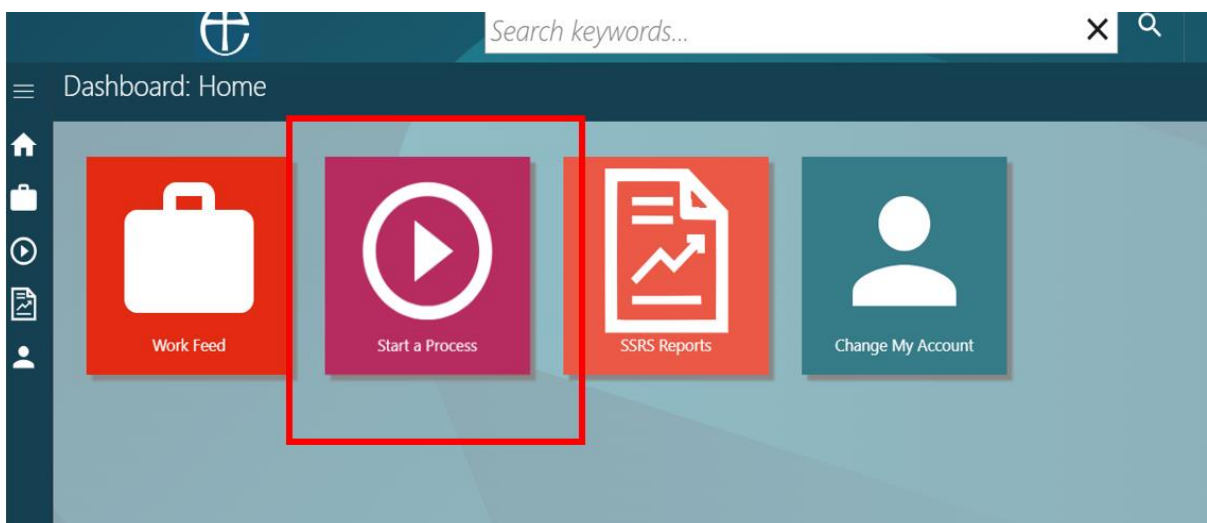 Search keywords...
Dashboard: Home
Work Feed
Start a Process
SSRS Reports
Change My Account